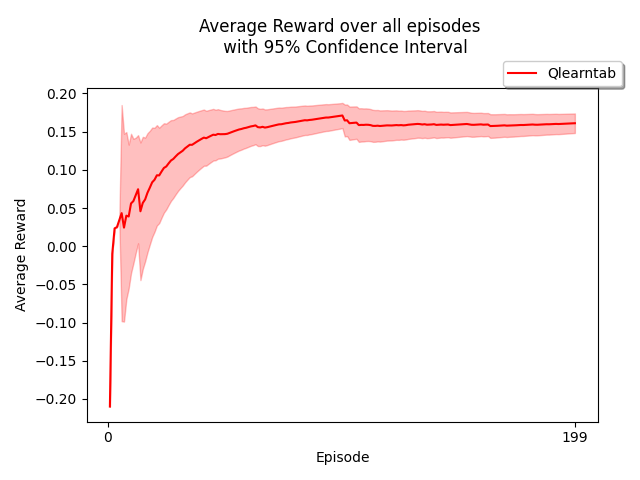 Average Reward over all episodes
with 95% Confidence Interval
Qlearntab
0.20
0.15
0.10
0.05
0.00
−0.05
−0.10
−0.15
−0.20
Average Reward
0
199
Episode